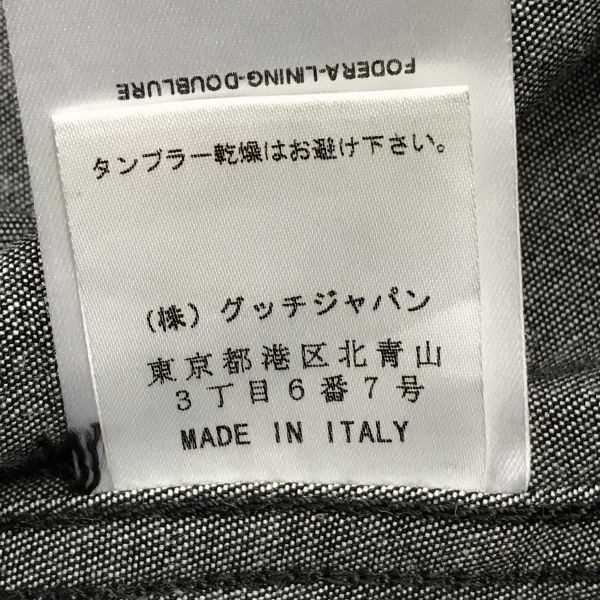 FODERA-LINING-DOUBLURE
タンブラー乾燥はお避け下さい。
(株)グッチジャパン
東京都港区北青山
3丁目6番7号
MADE IN ITALY